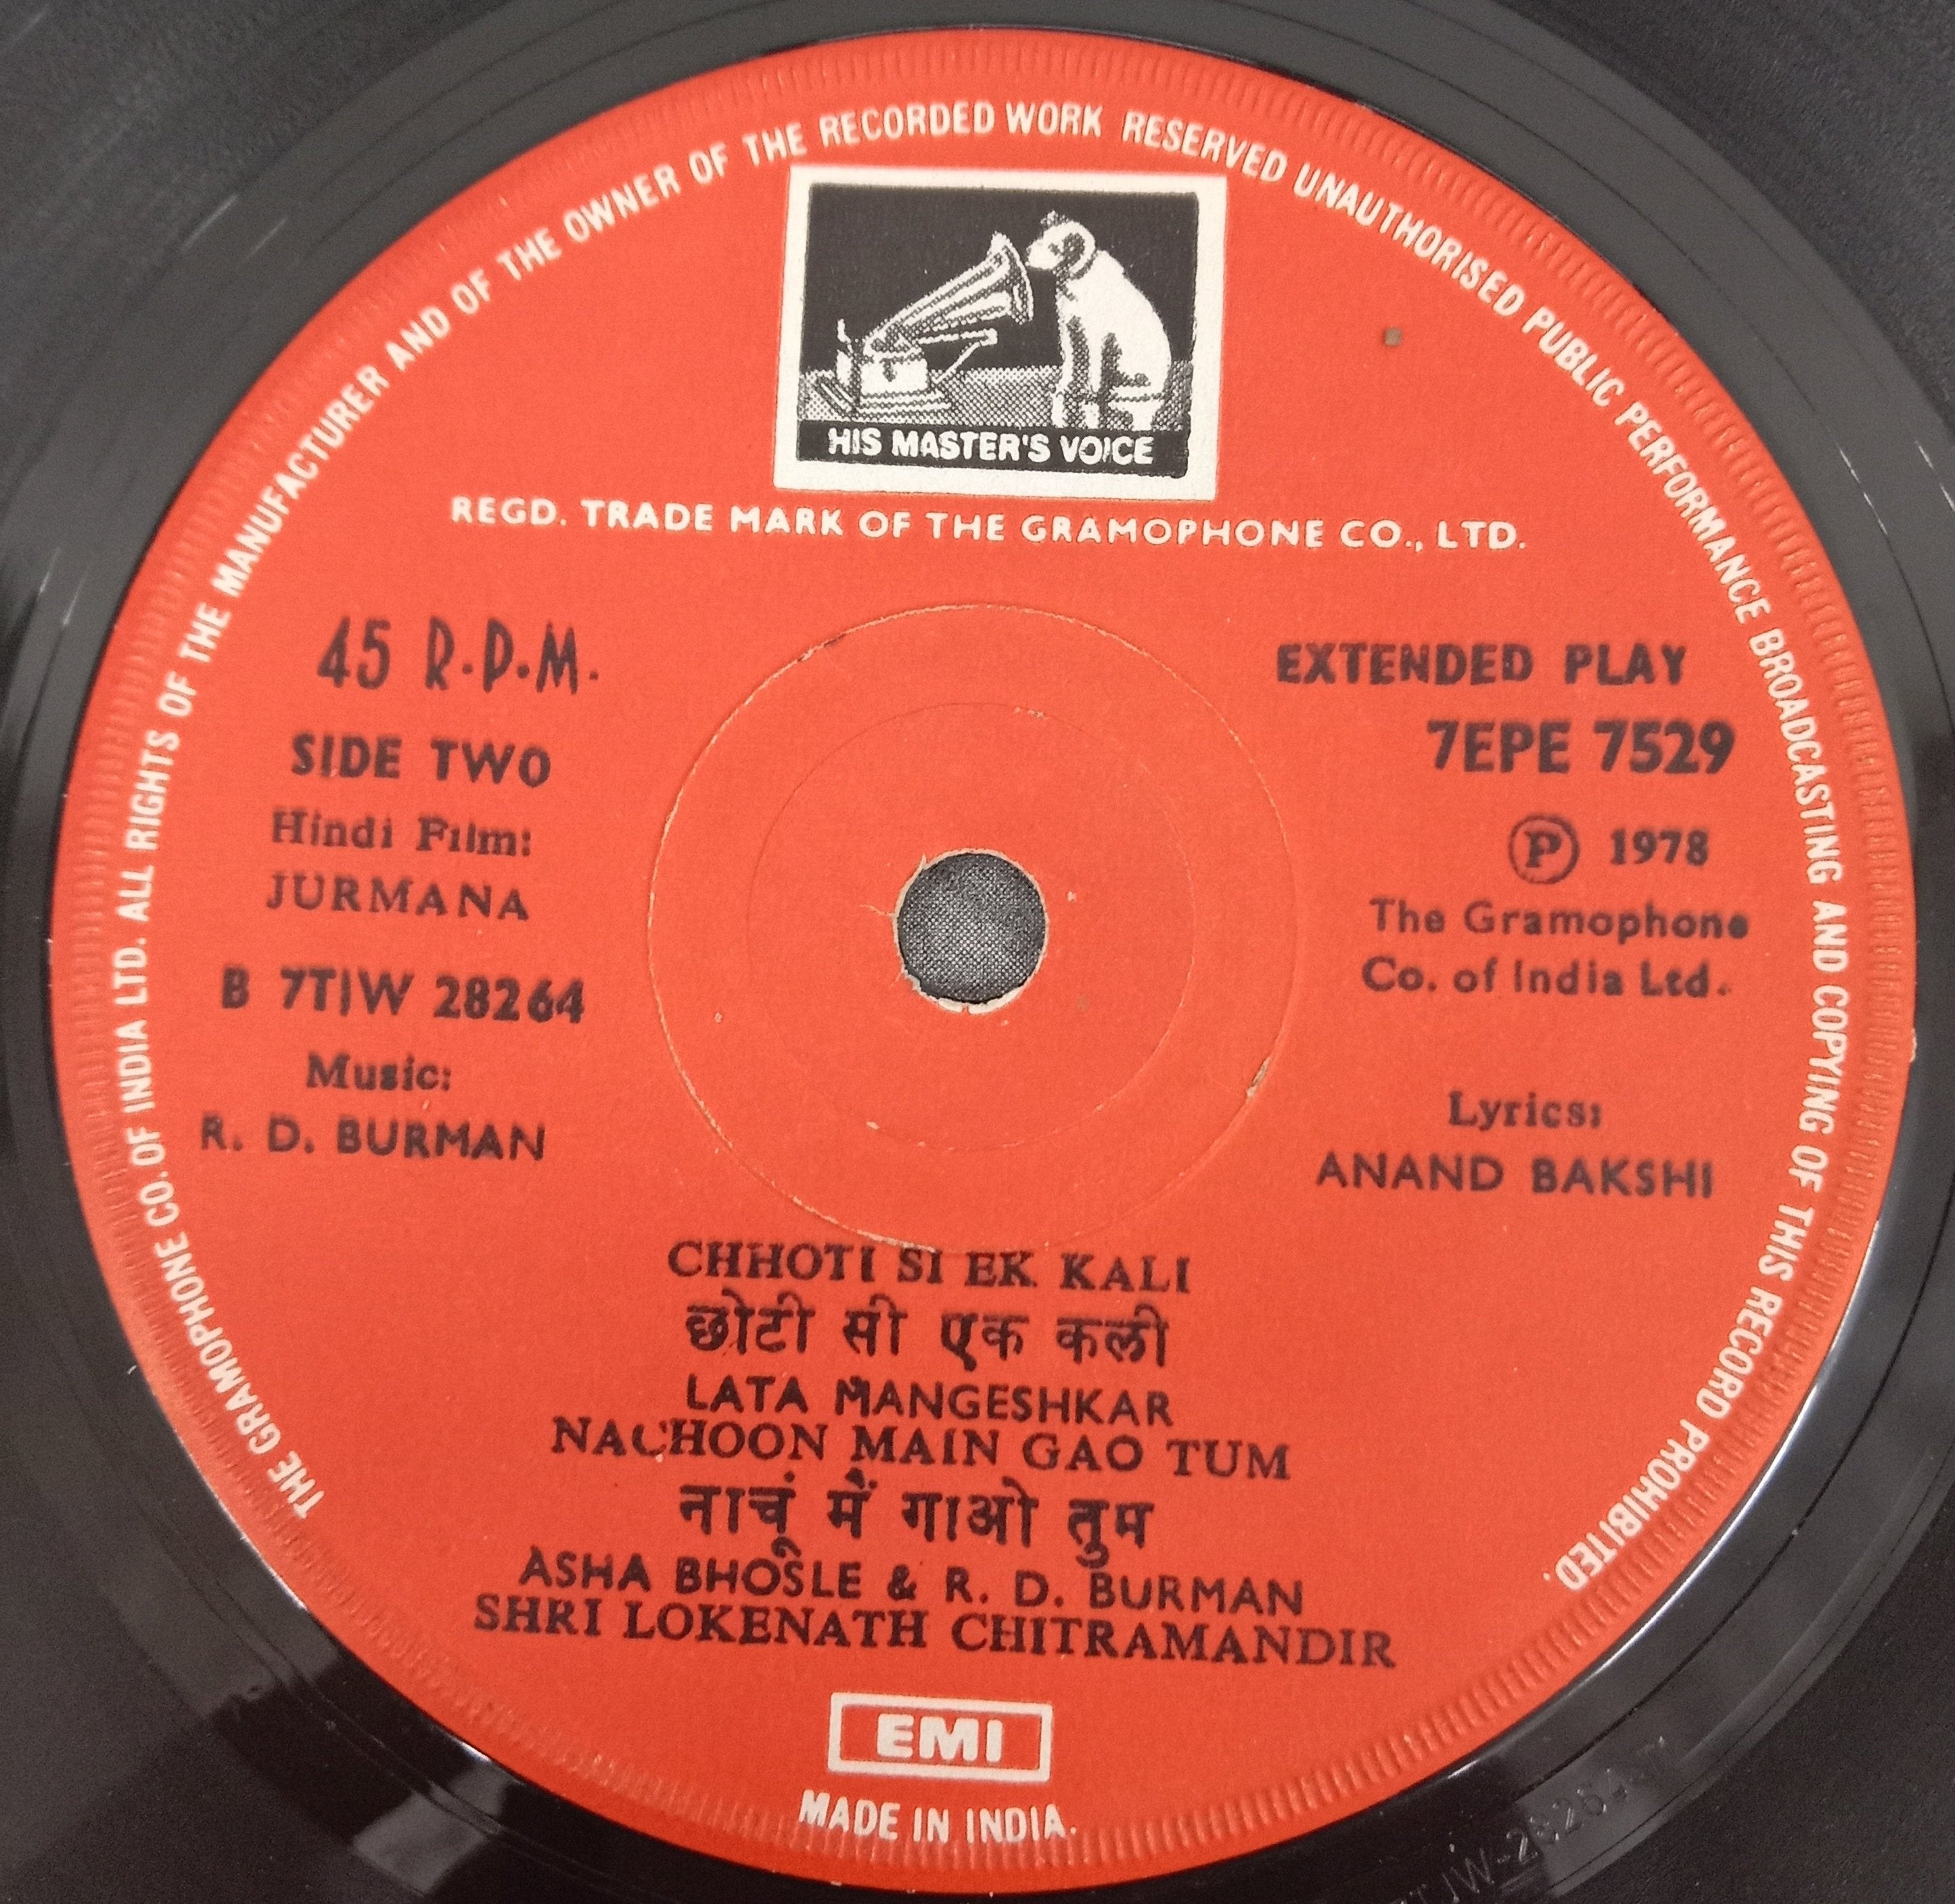 THE GRAMOPHONE CO. OF INDIA LTD. ALL RIGHTS OF THE MANUFACTURER AND OF THE OWNER OF THE RECORDED WORK RESERVED UNAUTHORISED PUBLIC PERFORMANCE BROADCASTING AND COPYING OF THIS RECORD PROHIBITED.
HIS MASTER'S VOICE
REGD. TRADE MARK OF THE GRAMOPHONE CO., LTD.
45 R.P.M.
SIDE TWO
Hindi Film:
JURMANA
B 7TJW 28264
Music:
R. D. BURMAN
EXTENDED PLAY
7EPE 7529
Ⓟ 1978
The Gramophone
Co. of India Ltd.
Lyrics:
ANAND BAKSHI
CHHOTI SI EK KALI
छोटी सी एक कली
LATA MANGESHKAR
NACHOON MAIN GAO TUM
नाचूं मैं गाओ तुम
ASHA BHOSLE & R. D. BURMAN
SHRI LOKENATH CHITRAMANDIR
EMI
MADE IN INDIA.